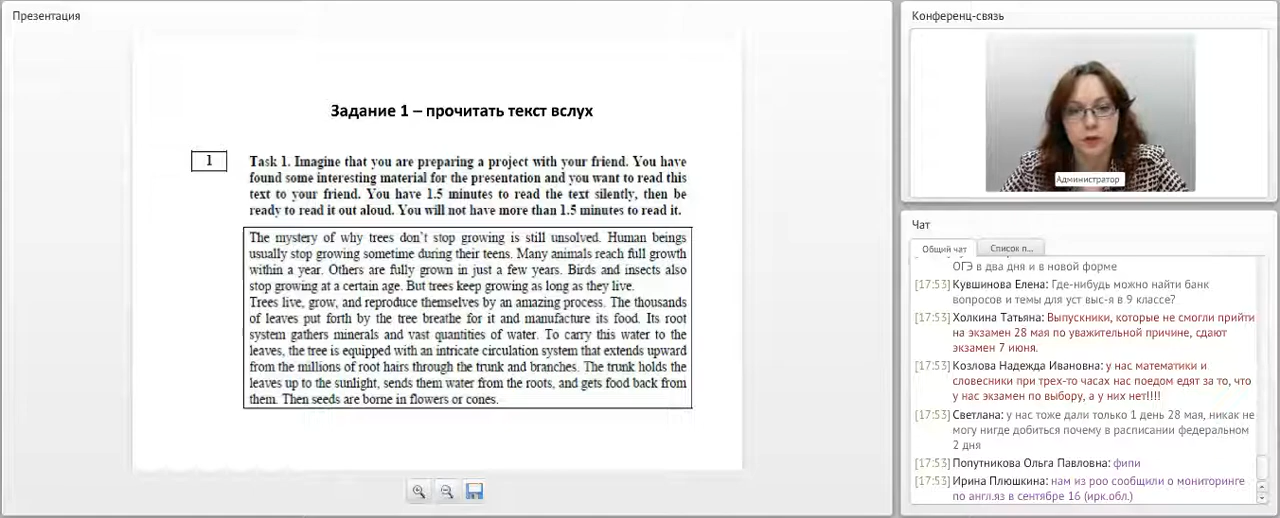 Презентация
Задание 1 – прочитать текст вслух
1
Task 1. Imagine that you are preparing a project with your friend. You have
found some interesting material for the presentation and you want to read this
text to your friend. You have 1.5 minutes to read the text silently, then be
ready to read it out aloud. You will not have more than 1.5 minutes to read it.
The mystery of why trees don't stop growing is still unsolved. Human beings
usually stop growing sometime during their teens. Many animals reach full growth
within a year. Others are fully grown in just a few years. Birds and insects also
stop growing at a certain age. But trees keep growing as long as they live.
Trees live, grow, and reproduce themselves by an amazing process. The thousands
of leaves put forth by the tree breathe for it and manufacture its food. Its root
system gathers minerals and vast quantities of water. To carry this water to the
leaves, the tree is equipped with an intricate circulation system that extends upward
from the millions of root hairs through the trunk and branches. The trunk holds the
leaves up to the sunlight, sends them water from the roots, and gets food back from
them. Then seeds are borne in flowers or cones.
Конференц-связь
Администратор
Чат
Общий чат
Список п...
ОГЭ в два дня и в новой форме
[17:53] Кувшинова Елена: Где-нибудь можно найти банк
вопросов и темы для уст выс-я в 9 классе?
[17:53] Холкина Татьяна: Выпускники, которые не смогли прийти
на экзамен 28 мая по уважительной причине, сдают
экзамен 7 июня.
[17:53] Козлова Надежда Ивановна: у нас математики и
словесники при трех-то часах нас поедом едят за то, что
у нас экзамен по выбору, а у них нет!!!!
[17:53] Светлана: у нас тоже дали только 1 день 28 мая, никак не
могу нигде добиться почему в расписании федеральном
2 дня
[17:53] Попутникова Ольга Павловна: фипи
[17:53] Ирина Плюшкина: нам из роо сообщили о мониторинге
по англ.яз в сентябре 16 (ирк.обл.)